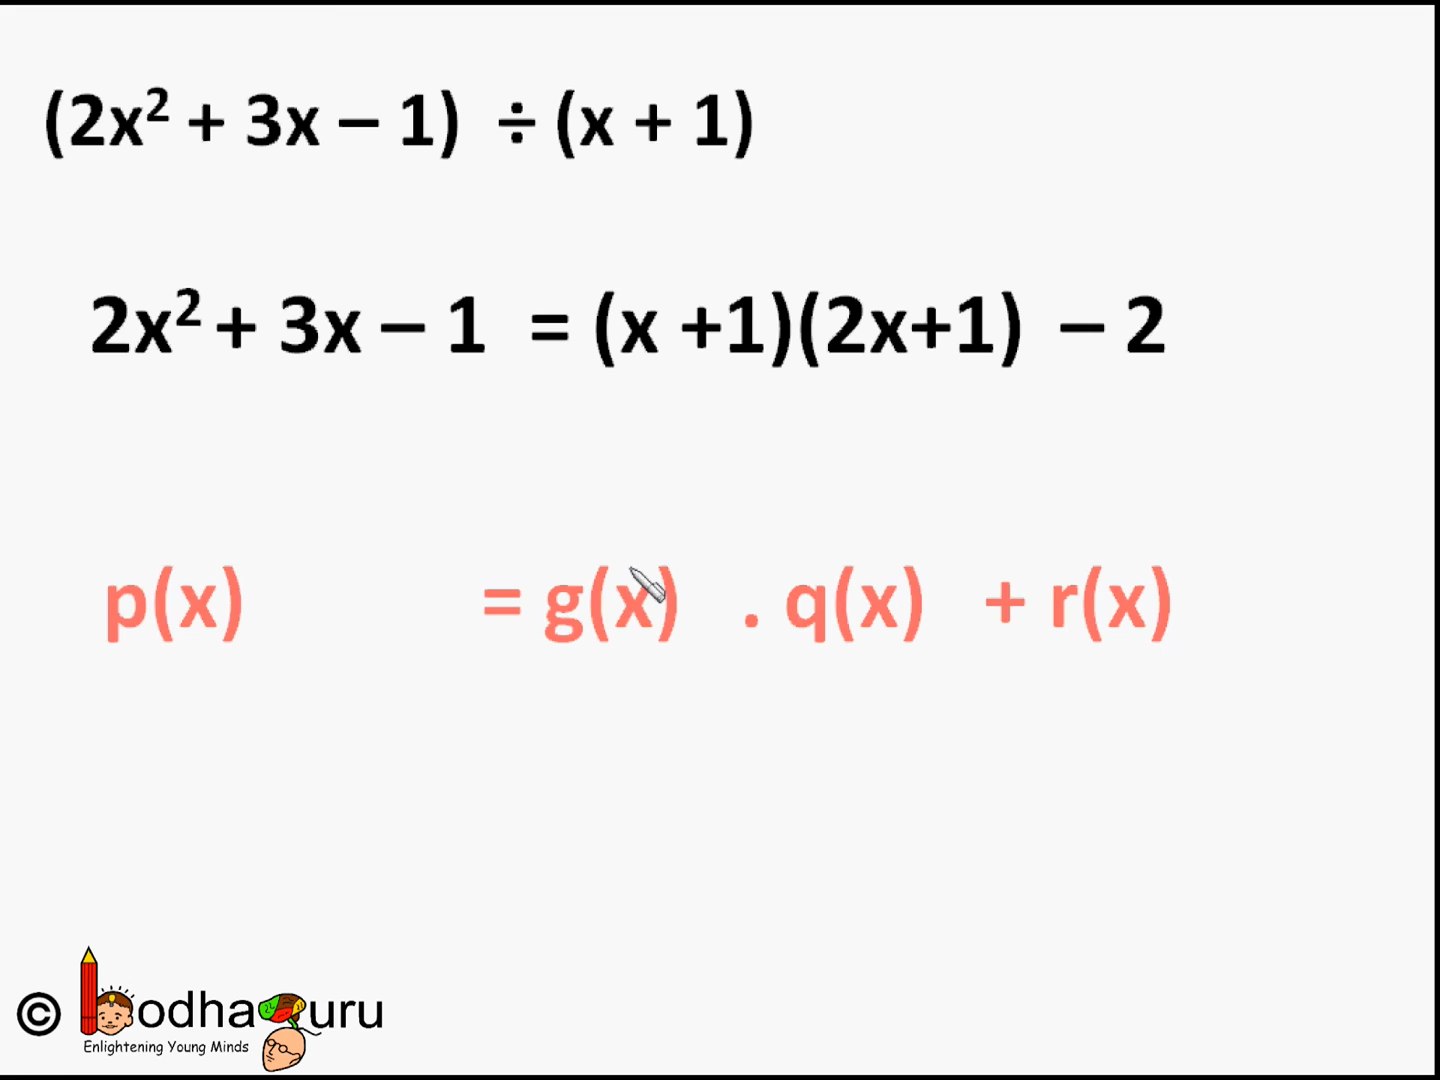 (2x² + 3x – 1) ÷ (x + 1)
2x² + 3x – 1 = (x +1)(2x+1) – 2
p(x) = g(x) . q(x) + r(x)
© bodhaguru
Enlightening Young Minds